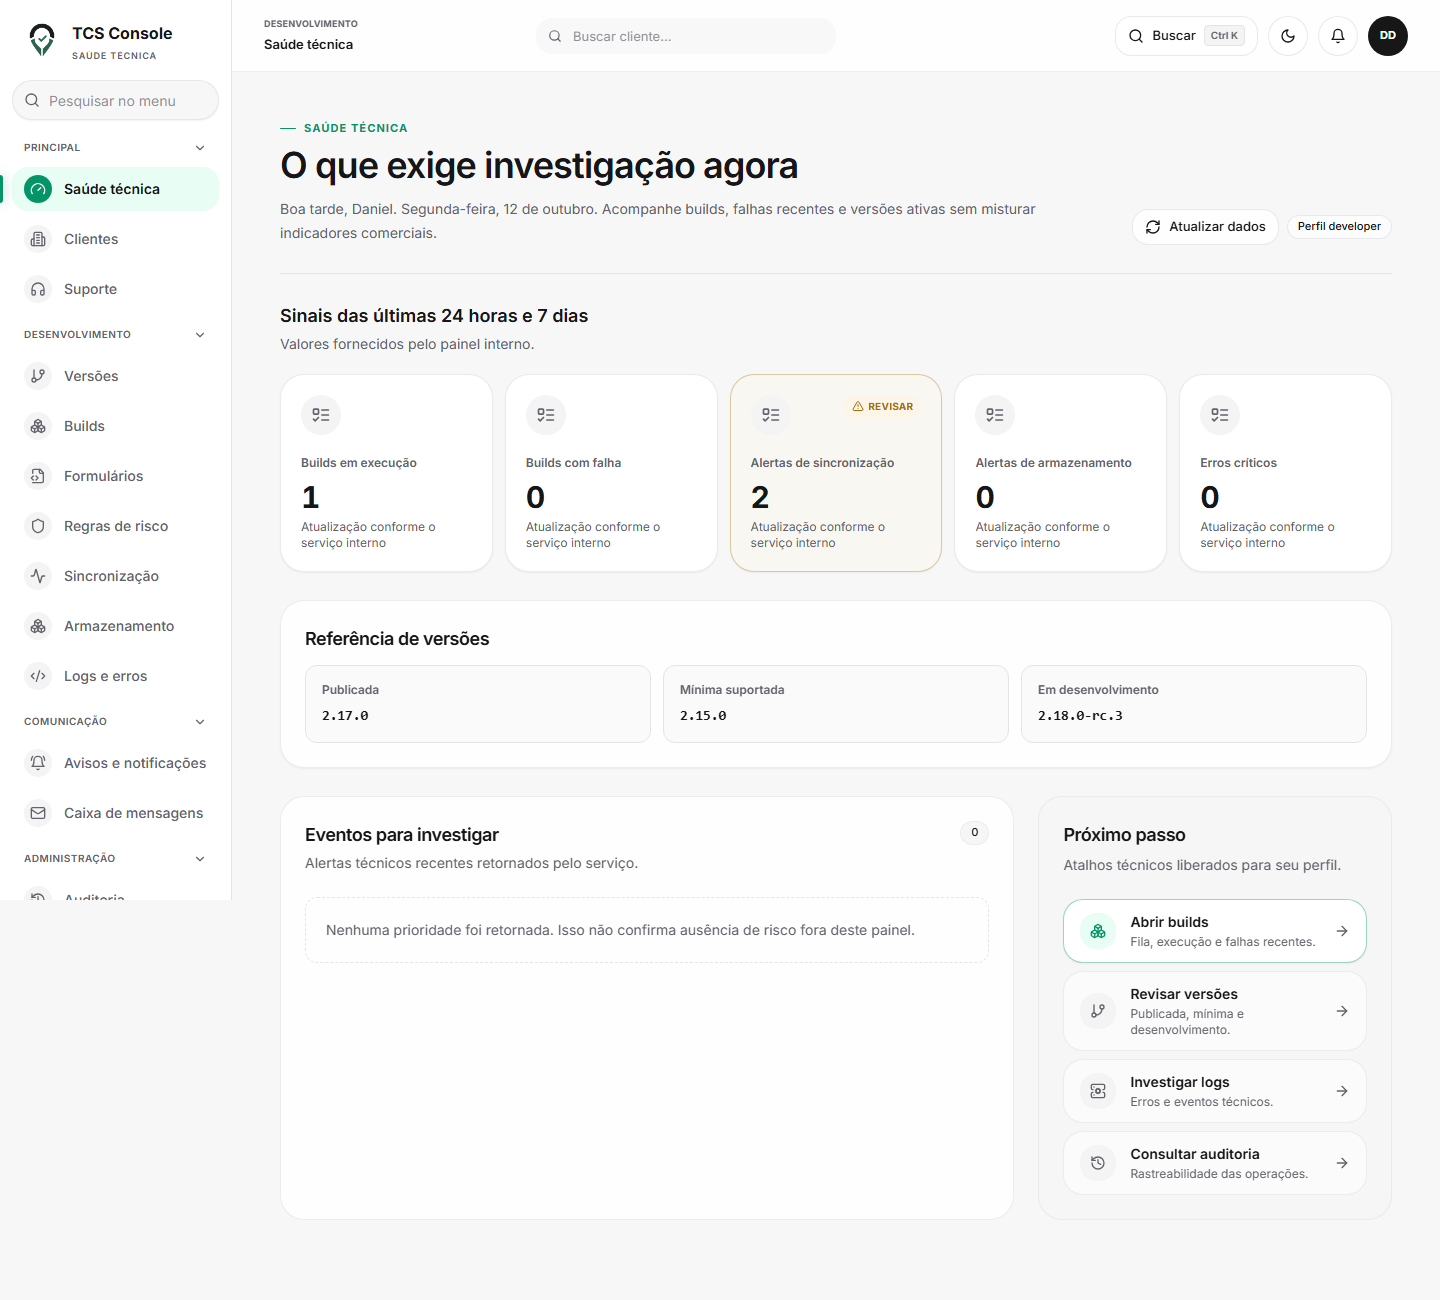 TCS Console
SAÚDE TÉCNICA
Pesquisar no menu
PRINCIPAL
Saúde técnica
Clientes
Suporte
DESENVOLVIMENTO
Versões
Builds
Formulários
Regras de risco
Sincronização
Armazenamento
Logs e erros
COMUNICAÇÃO
Avisos e notificações
Caixa de mensagens
ADMINISTRAÇÃO
Auditoria
DESENVOLVIMENTO
Saúde técnica
Buscar cliente...
Buscar Ctrl K
DD
SAÚDE TÉCNICA
O que exige investigação agora
Boa tarde, Daniel. Segunda-feira, 12 de outubro. Acompanhe builds, falhas recentes e versões ativas sem misturar
indicadores comerciais.
Atualizar dados
Perfil developer
Sinais das últimas 24 horas e 7 dias
Valores fornecidos pelo painel interno.
Builds em execução
1
Atualização conforme o
serviço interno
Builds com falha
0
Atualização conforme o
serviço interno
REVISAR
Alertas de sincronização
2
Atualização conforme o
serviço interno
Alertas de armazenamento
0
Atualização conforme o
serviço interno
Erros críticos
0
Atualização conforme o
serviço interno
Referência de versões
Publicada
2.17.0
Mínima suportada
2.15.0
Em desenvolvimento
2.18.0-rc.3
Eventos para investigar
0
Alertas técnicos recentes retornados pelo serviço.
Nenhuma prioridade foi retornada. Isso não confirma ausência de risco fora deste painel.
Próximo passo
Atalhos técnicos liberados para seu perfil.
Abrir builds
Fila, execução e falhas recentes.
Revisar versões
Publicada, mínima e
desenvolvimento.
Investigar logs
Erros e eventos técnicos.
Consultar auditoria
Rastreabilidade das operações.